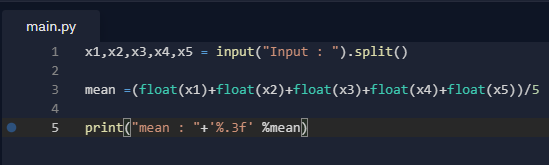 main.py
1 x1,x2,x3,x4,x5 = input("Input : ").split()
2
3 mean =(float(x1)+float(x2)+float(x3)+float(x4)+float(x5))/5
4
5 print("mean : "+'%.3f' %mean)